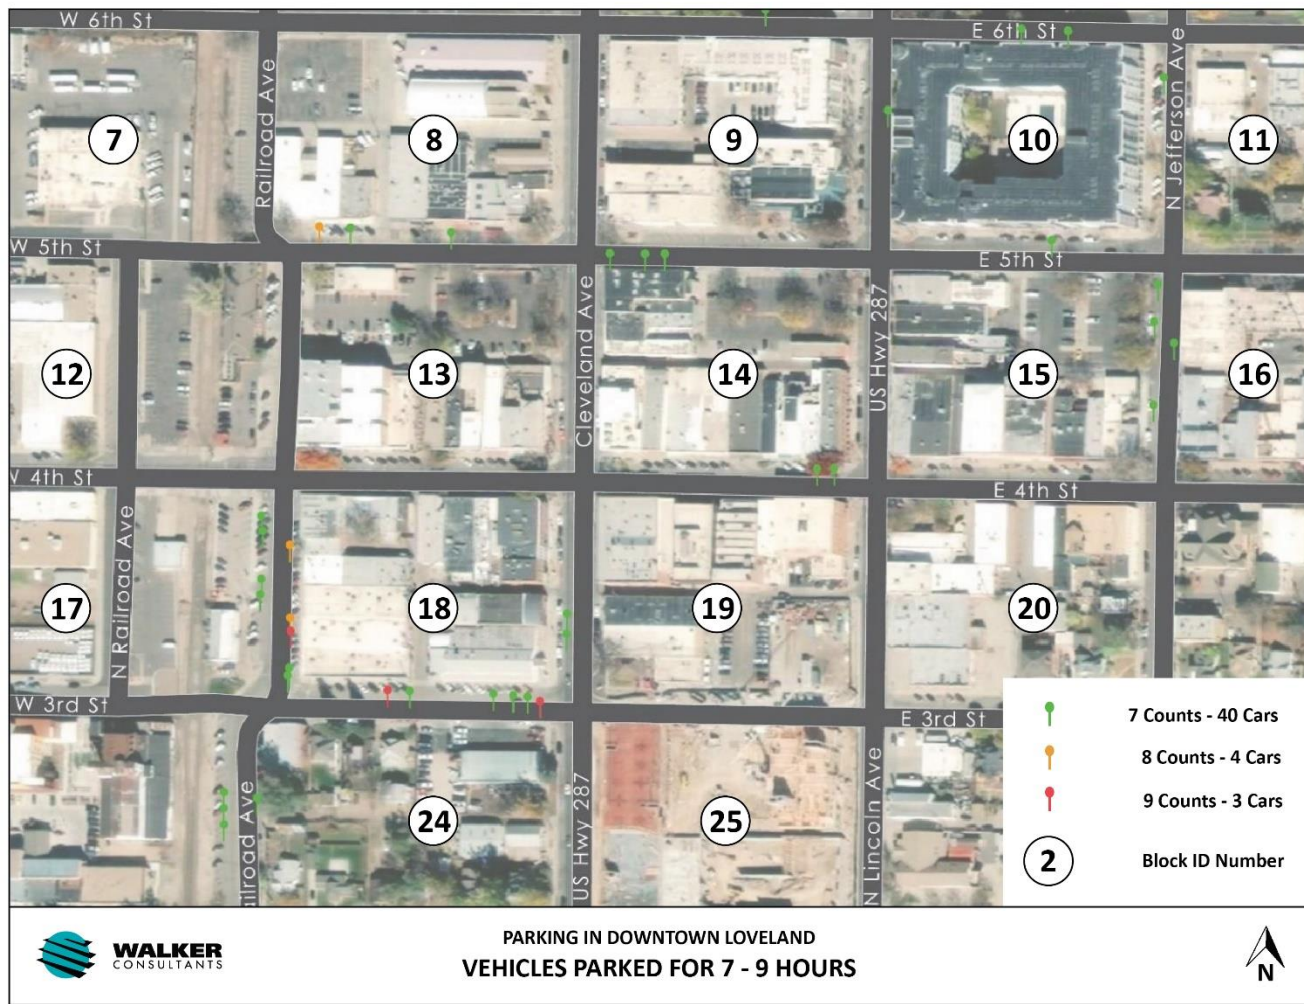 W 6th St
E 6th St
Railroad Ave
N Jefferson Ave
7
8
9
10
11
W 5th St
E 5th St
Cleveland Ave
US Hwy 287
12
13
14
15
16
W 4th St
E 4th St
N Railroad Ave
17
18
19
20
W 3rd St
E 3rd St
ailroad Ave
US Hwy 287
N Lincoln Ave
24
25
7 Counts - 40 Cars
8 Counts - 4 Cars
9 Counts - 3 Cars
2
Block ID Number
WALKER
CONSULTANTS
PARKING IN DOWNTOWN LOVELAND
VEHICLES PARKED FOR 7 - 9 HOURS
N